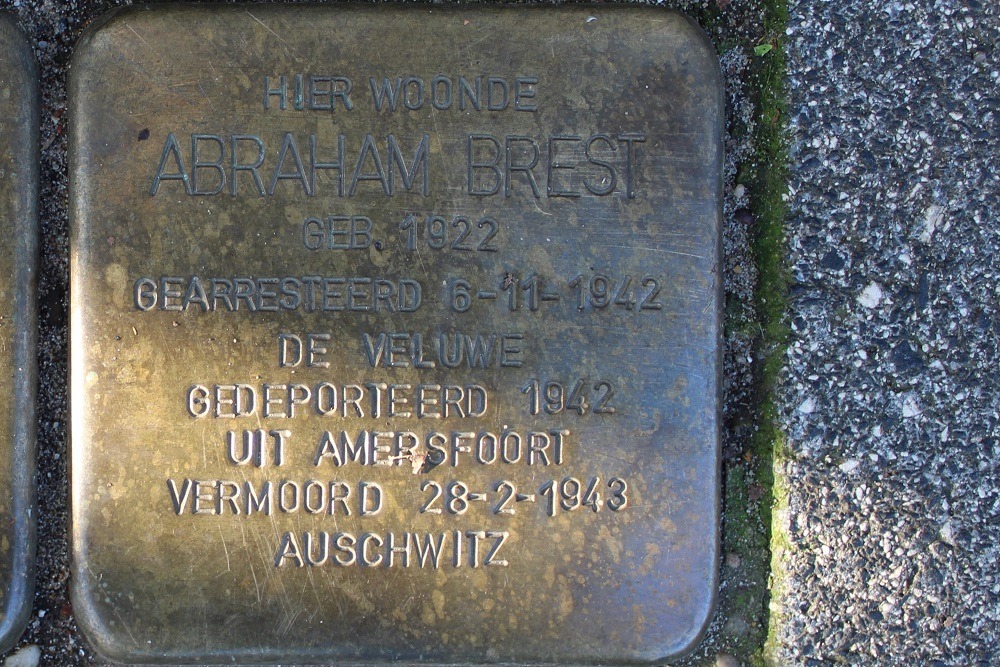 HIER WOONDE
ABRAHAM BREST
GEB. 1922
GEARRESTEERD 6-11-1942
DE VELUWE
GEDEPORTEERD 1942
UIT AMERSFOORT
VERMOORD 28-2-1943
AUSCHWITZ